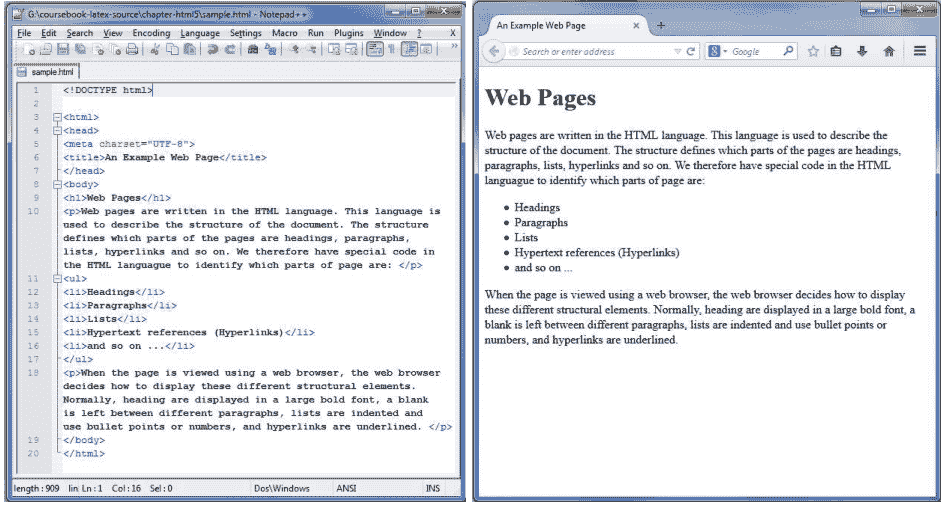 G:\coursebook-latex-source\chapter-html5\sample.html - Notepad++
File Edit Search View Encoding Language Settings Macro Run Plugins Window ? X
sample.html
1 <!DOCTYPE html>
2
3 <html>
4 <head>
5 <meta charset="UTF-8">
6 <title>An Example Web Page</title>
7 </head>
8 <body>
9 <h1>Web Pages</h1>
10 <p>Web pages are written in the HTML language. This language is
used to describe the structure of the document. The structure
defines which parts of the pages are headings, paragraphs,
lists, hyperlinks and so on. We therefore have special code in
the HTML languague to identify which parts of page are: </p>
11 <ul>
12 <li>Headings</li>
13 <li>Paragraphs</li>
14 <li>Lists</li>
15 <li>Hypertext references (Hyperlinks)</li>
16 <li>and so on ...</li>
17 </ul>
18 <p>When the page is viewed using a web browser, the web browser
decides how to display these different structural elements.
Normally, heading are displayed in a large bold font, a blank
is left between different paragraphs, lists are indented and
use bullet points or numbers, and hyperlinks are underlined. </p>
19 </body>
20 </html>
length : 909 lin Ln : 1 Col : 16 Sel : 0 Dos\Windows ANSI INS
An Example Web Page
Search or enter address Google
Web Pages
Web pages are written in the HTML language. This language is used to describe the
structure of the document. The structure defines which parts of the pages are headings,
paragraphs, lists, hyperlinks and so on. We therefore have special code in the HTML
languague to identify which parts of page are:
Headings
Paragraphs
Lists
Hypertext references (Hyperlinks)
and so on ...
When the page is viewed using a web browser, the web browser decides how to display
these different structural elements. Normally, heading are displayed in a large bold font, a
blank is left between different paragraphs, lists are indented and use bullet points or
numbers, and hyperlinks are underlined.